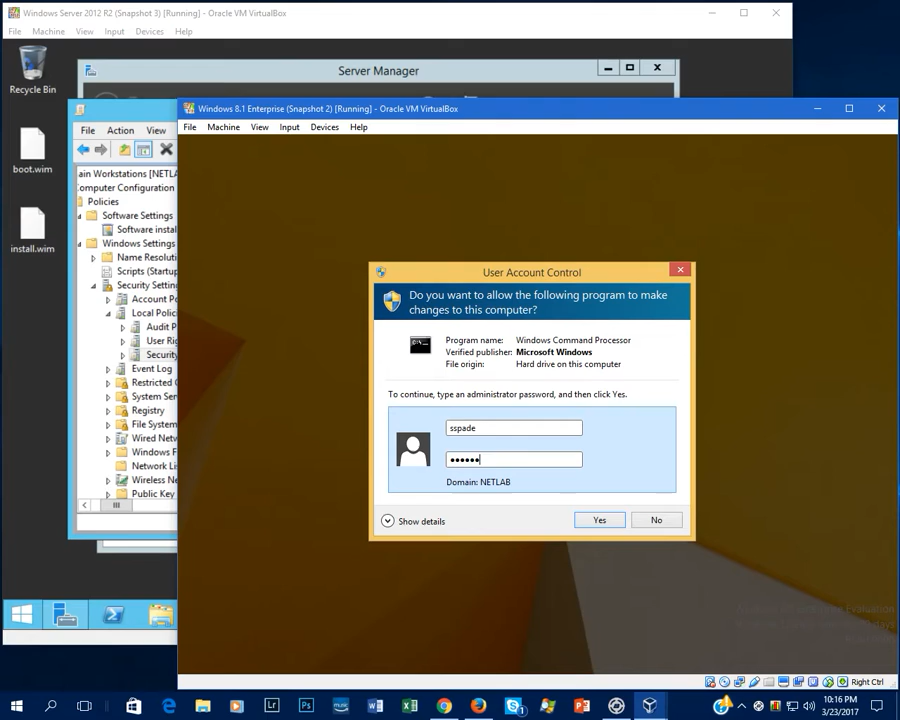 Windows Server 2012 R2 (Snapshot 3) [Running] - Oracle VM VirtualBox
File Machine View Input Devices Help
Recycle Bin
Server Manager
Windows 8.1 Enterprise (Snapshot 2) [Running] - Oracle VM VirtualBox
File Action View
File Machine View Input Devices Help
boot.wim
install.wim
ain Workstations [NETLA
Computer Configuration
Policies
Software Settings
Software instal
Windows Settings
Name Resoluti
Scripts (Startup
Security Setting
Account Po
Local Polic
Audit P
User Rig
Security
Event Log
Restricted
System Serv
Registry
File System
Wired Netw
Network Lis
Wireless Ne
Public Key
User Account Control
Do you want to allow the following program to make
changes to this computer?
Program name: Windows Command Processor
Verified publisher: Microsoft Windows
File origin: Hard drive on this computer
To continue, type an administrator password, and then click Yes.
sspade
••••••
Domain: NETLAB
Show details
Yes No
Right Ctrl
10:16 PM
3/23/2017